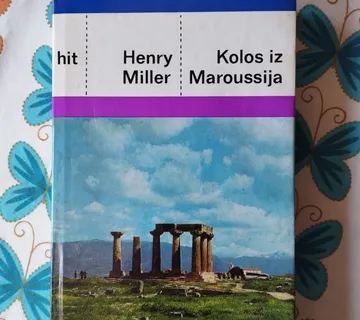 hit
Henry
Miller
Kolos iz
Maroussija